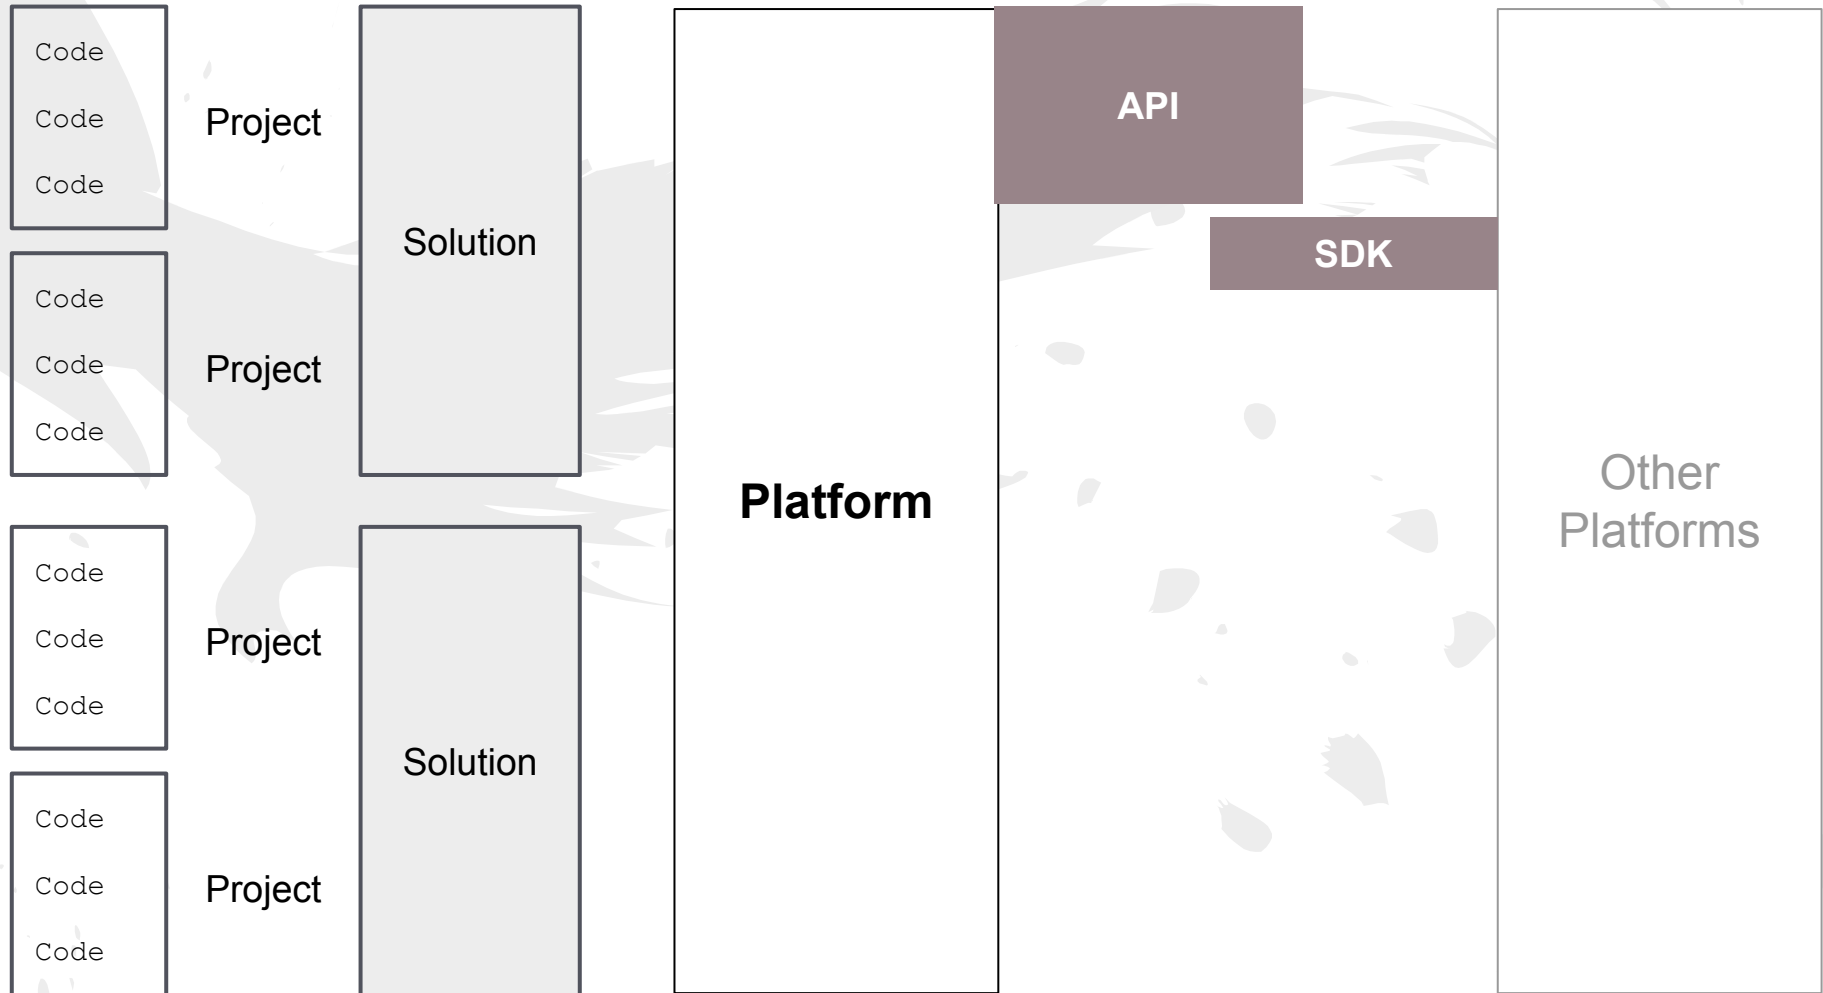 Code
Code
Code
Project
Code
Code
Code
Project
Solution
Code
Code
Code
Project
Code
Code
Code
Project
Solution
Platform
API
SDK
Other
Platforms